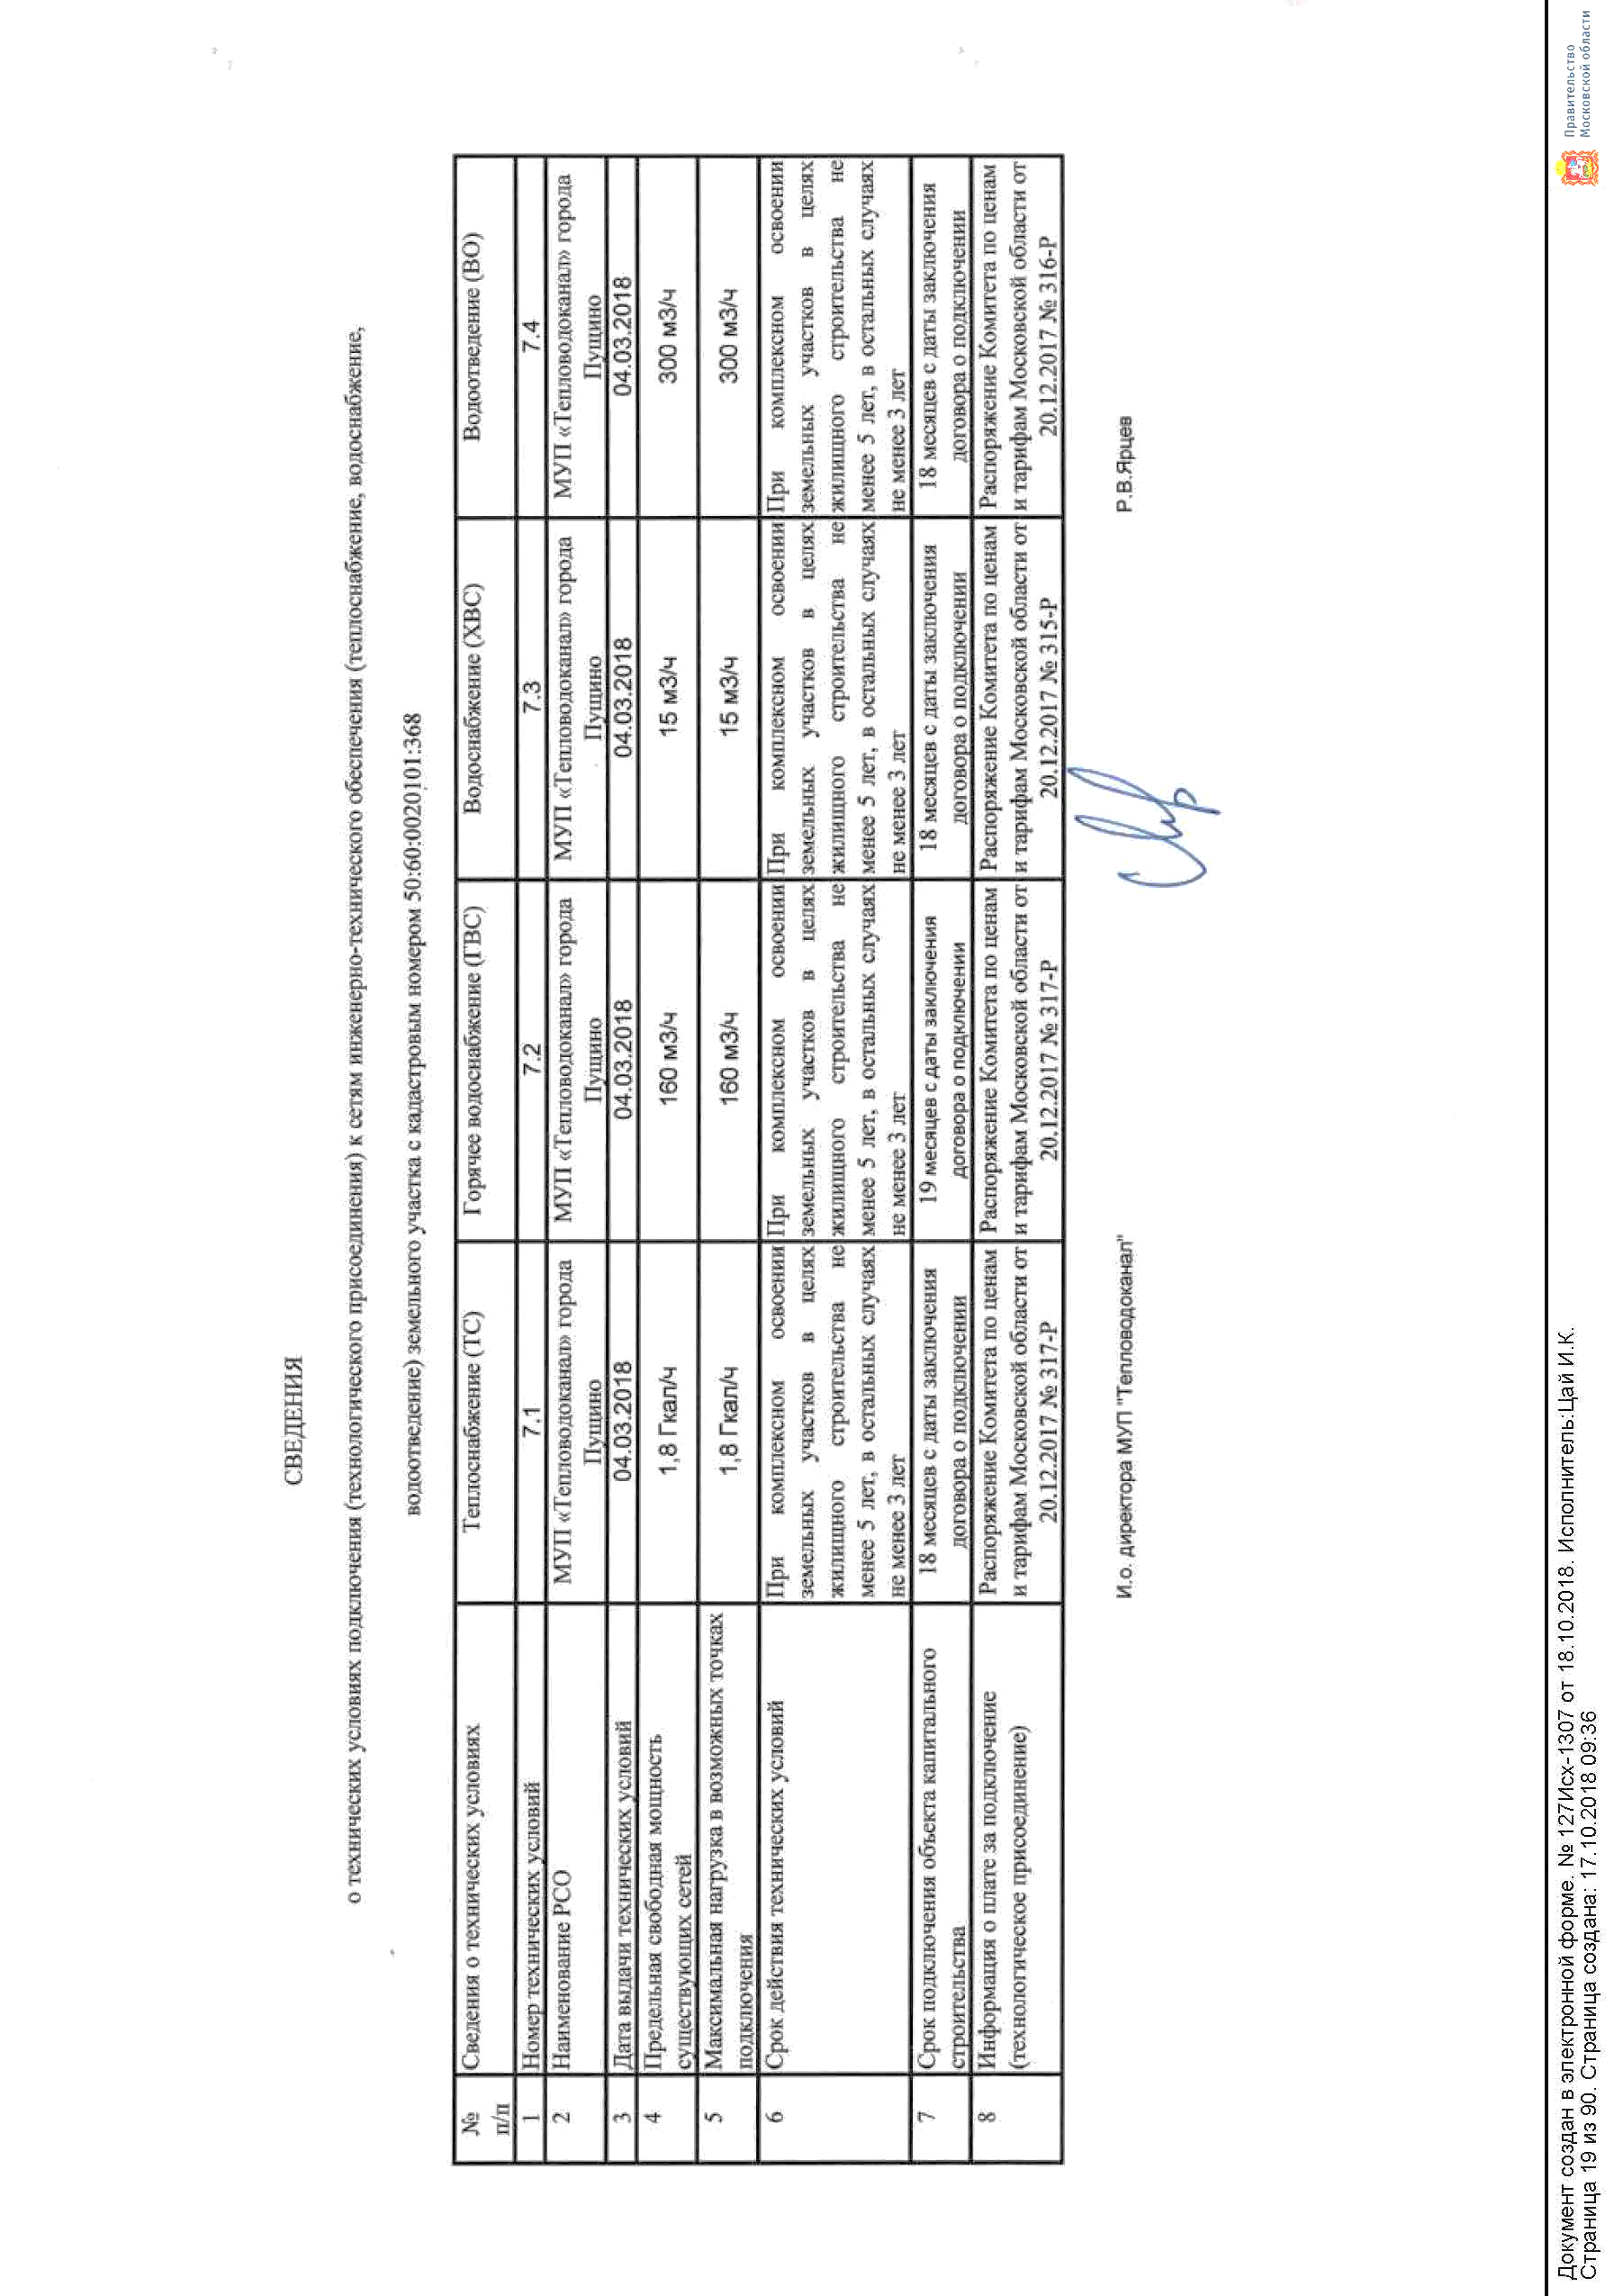 СВЕДЕНИЯ
о технических условиях подключения (технологического присоединения) к сетям инженерно-технического обеспечения (теплоснабжение, водоснабжение,
водоотведение) земельного участка с кадастровым номером 50:60:0020101:368
№ п/п Сведения о технических условиях Теплоснабжение (ТС) Горячее водоснабжение (ГВС) Водоснабжение (ХВС) Водоотведение (ВО)
1 Номер технических условий 7.1 7.2 7.3 7.4
2 Наименование РСО МУП «Тепловодоканал» города МУП «Тепловодоканал» города МУП «Тепловодоканал» города МУП «Тепловодоканал» города
Пущино Пущино Пущино Пущино
3 Дата выдачи технических условий 04.03.2018 04.03.2018 04.03.2018 04.03.2018
4 Предельная свободная мощность 1,8 Гкал/ч 160 м3/ч 15 м3/ч 300 м3/ч
существующих сетей
5 Максимальная нагрузка в возможных точках 1,8 Гкал/ч 160 м3/ч 15 м3/ч 300 м3/ч
подключения
6 Срок действия технических условий При комплексном освоении При комплексном освоении При комплексном освоении При комплексном освоении
земельных участков в целях земельных участков в целях земельных участков в целях земельных участков в целях
жилищного строительства не жилищного строительства не жилищного строительства не жилищного строительства не
менее 5 лет, в остальных случаях менее 5 лет, в остальных случаях менее 5 лет, в остальных случаях менее 5 лет, в остальных случаях
не менее 3 лет не менее 3 лет не менее 3 лет не менее 3 лет
7 Срок подключения объекта капитального 18 месяцев с даты заключения 19 месяцев с даты заключения 18 месяцев с даты заключения 18 месяцев с даты заключения
строительства договора о подключении договора о подключении договора о подключении договора о подключении
8 Информация о плате за подключение Распоряжение Комитета по ценам Распоряжение Комитета по ценам Распоряжение Комитета по ценам Распоряжение Комитета по ценам
(технологическое присоединение) и тарифам Московской области от и тарифам Московской области от и тарифам Московской области от и тарифам Московской области от
20.12.2017 № 317-Р 20.12.2017 № 317-Р 20.12.2017 № 315-Р 20.12.2017 № 316-Р
И.о. директора МУП "Тепловодоканал" Р.В.Ярцев
Документ создан в электронной форме. № 127Исх-1307 от 18.10.2018. Исполнитель:Цай И.К.
Страница 19 из 90. Страница создана: 17.10.2018 09:36
Правительство
Московской области